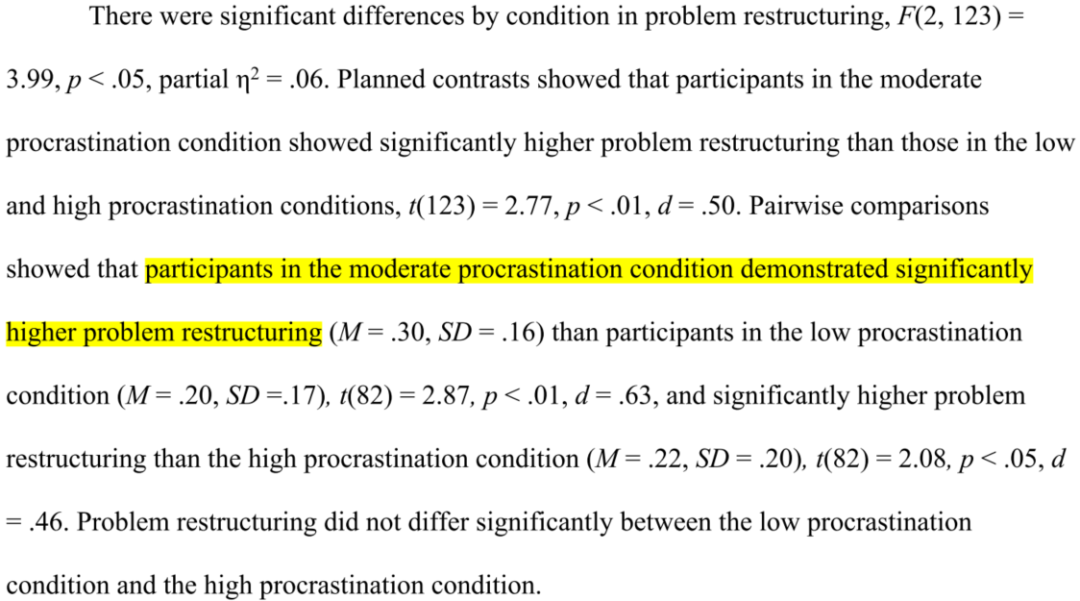 There were significant differences by condition in problem restructuring, F(2, 123) =
3.99, p < .05, partial η² = .06. Planned contrasts showed that participants in the moderate
procrastination condition showed significantly higher problem restructuring than those in the low
and high procrastination conditions, t(123) = 2.77, p < .01, d = .50. Pairwise comparisons
showed that participants in the moderate procrastination condition demonstrated significantly
higher problem restructuring (M = .30, SD = .16) than participants in the low procrastination
condition (M = .20, SD =.17), t(82) = 2.87, p < .01, d = .63, and significantly higher problem
restructuring than the high procrastination condition (M = .22, SD = .20), t(82) = 2.08, p < .05, d
= .46. Problem restructuring did not differ significantly between the low procrastination
condition and the high procrastination condition.